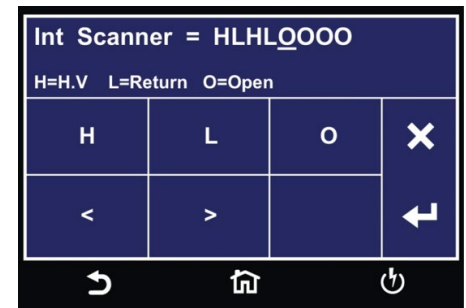 Int Scanner = HLHLOOOO
H=H.V L=Return O=Open
H L O
< >